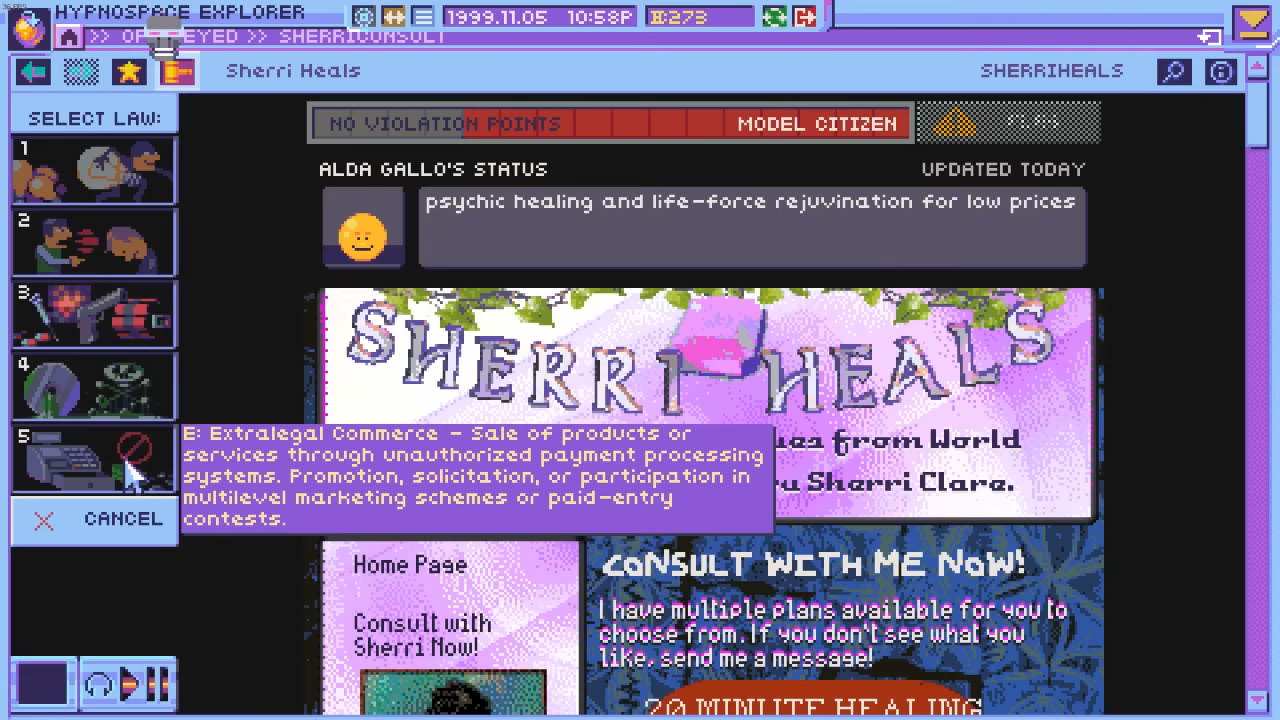 HYPNOSPACE EXPLORER
1999.11.05 10:58P
273
>> OP EYED >> SHERRICONSULT
Sherri Heals
SHERRIHEALS
SELECT LAW:
1
2
3
4
5
CANCEL
NO VIOLATION POINTS
MODEL CITIZEN
ALDA GALLO'S STATUS
UPDATED TODAY
psychic healing and life-force rejuvination for low prices
SHERRI HEALS
from World
Sherri Clare.
E: Extralegal Commerce - Sale of products or
services through unauthorized payment processing
systems. Promotion, solicitation, or participation in
multilevel marketing schemes or paid-entry
contests.
Home Page
Consult with
Sherri Now!
CONSULT WITH ME NOW!
I have multiple plans available for you to
choose from. If you don't see what you
like, send me a message!
20 MINUTE HEALING